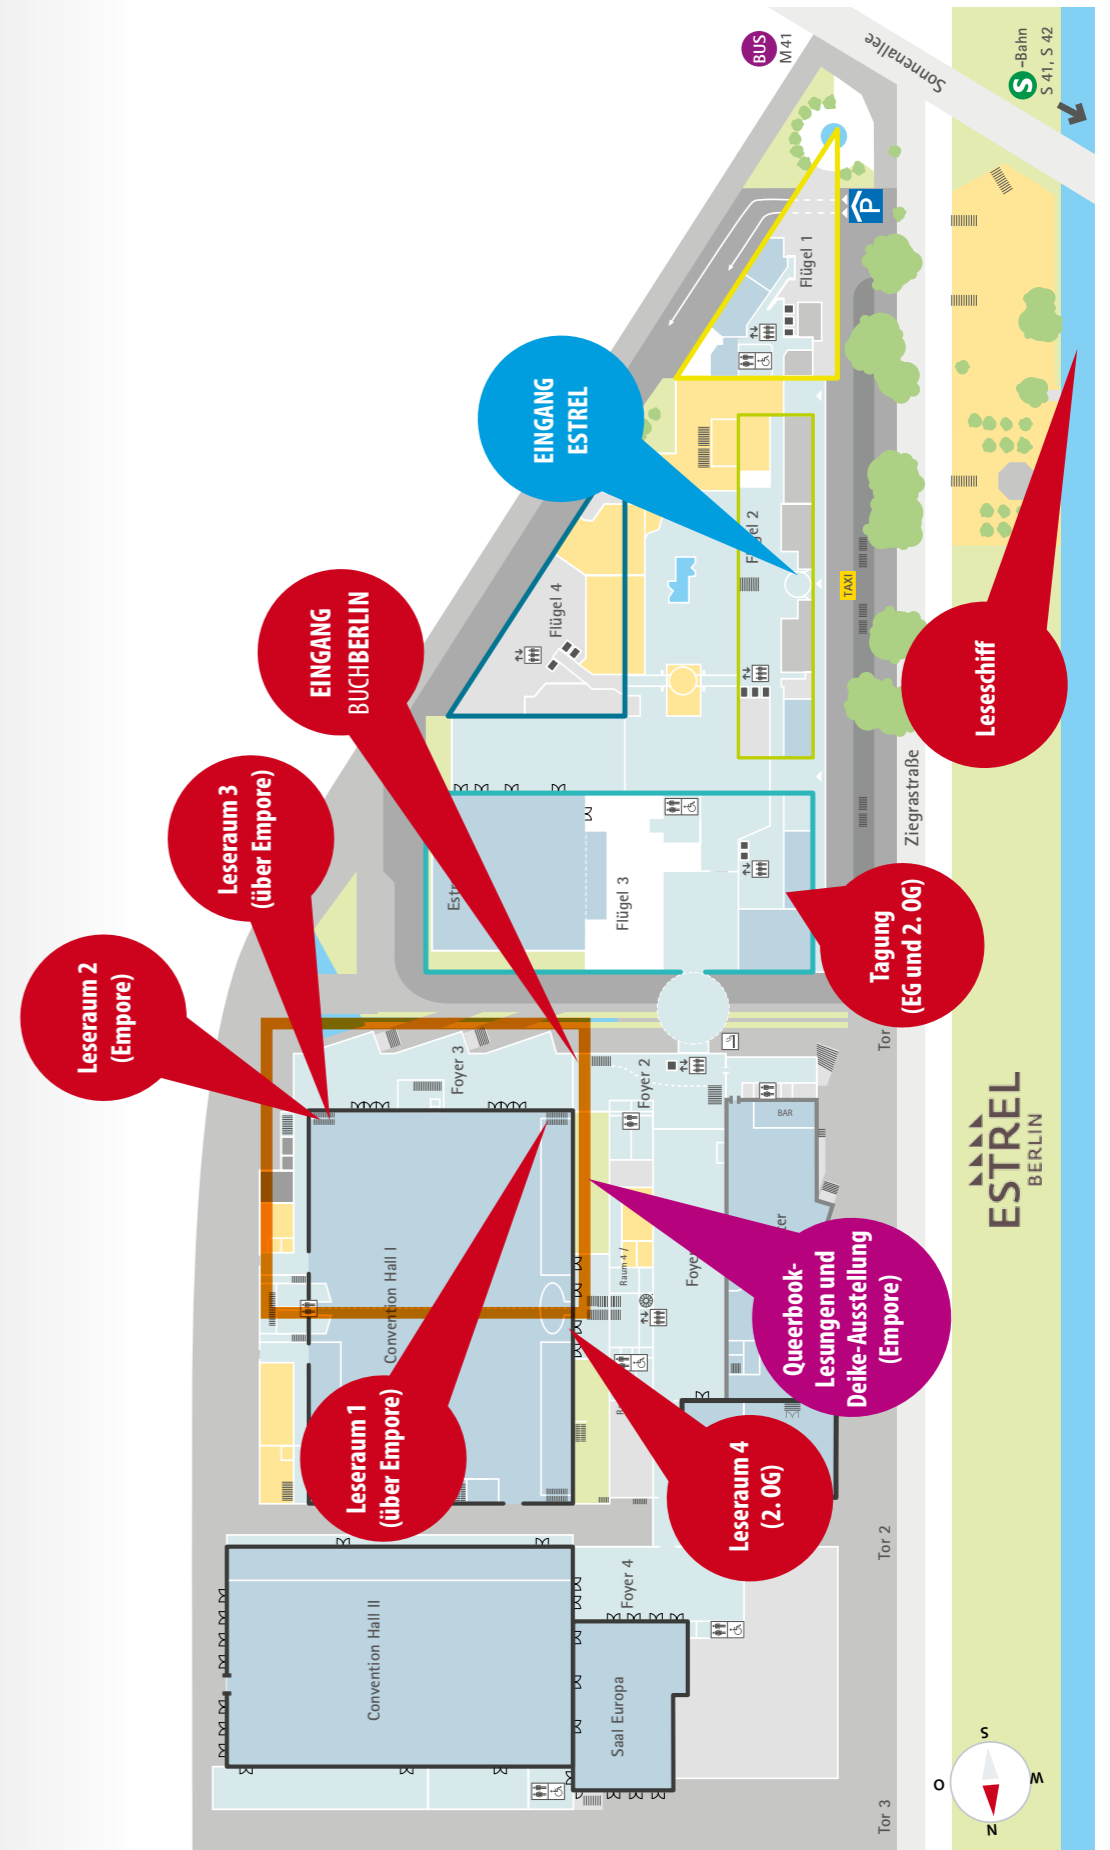 Leseraum 2
(Empore)
Leseraum 3
(über Empore)
EINGANG
BUCHBERLIN
EINGANG
ESTREL
BUS
M41
Sonnenallee
S-Bahn
S 41, S 42
P
Flügel 1
Flügel 4
TAXI
Flügel 3
Ziegrastraße
Leseschiff
Tagung
(EG und 2. OG)
Tor
Foyer 3
Foyer 2
BAR
Convention Hall I
Raum 4 /
Leseraum 1
(über Empore)
Queerbook-
Lesungen und
Deike-Ausstellung
(Empore)
Leseraum 4
(2. OG)
ESTREL
BERLIN
Convention Hall II
Foyer 4
Saal Europa
Tor 2
Tor 3
N
O
S
W